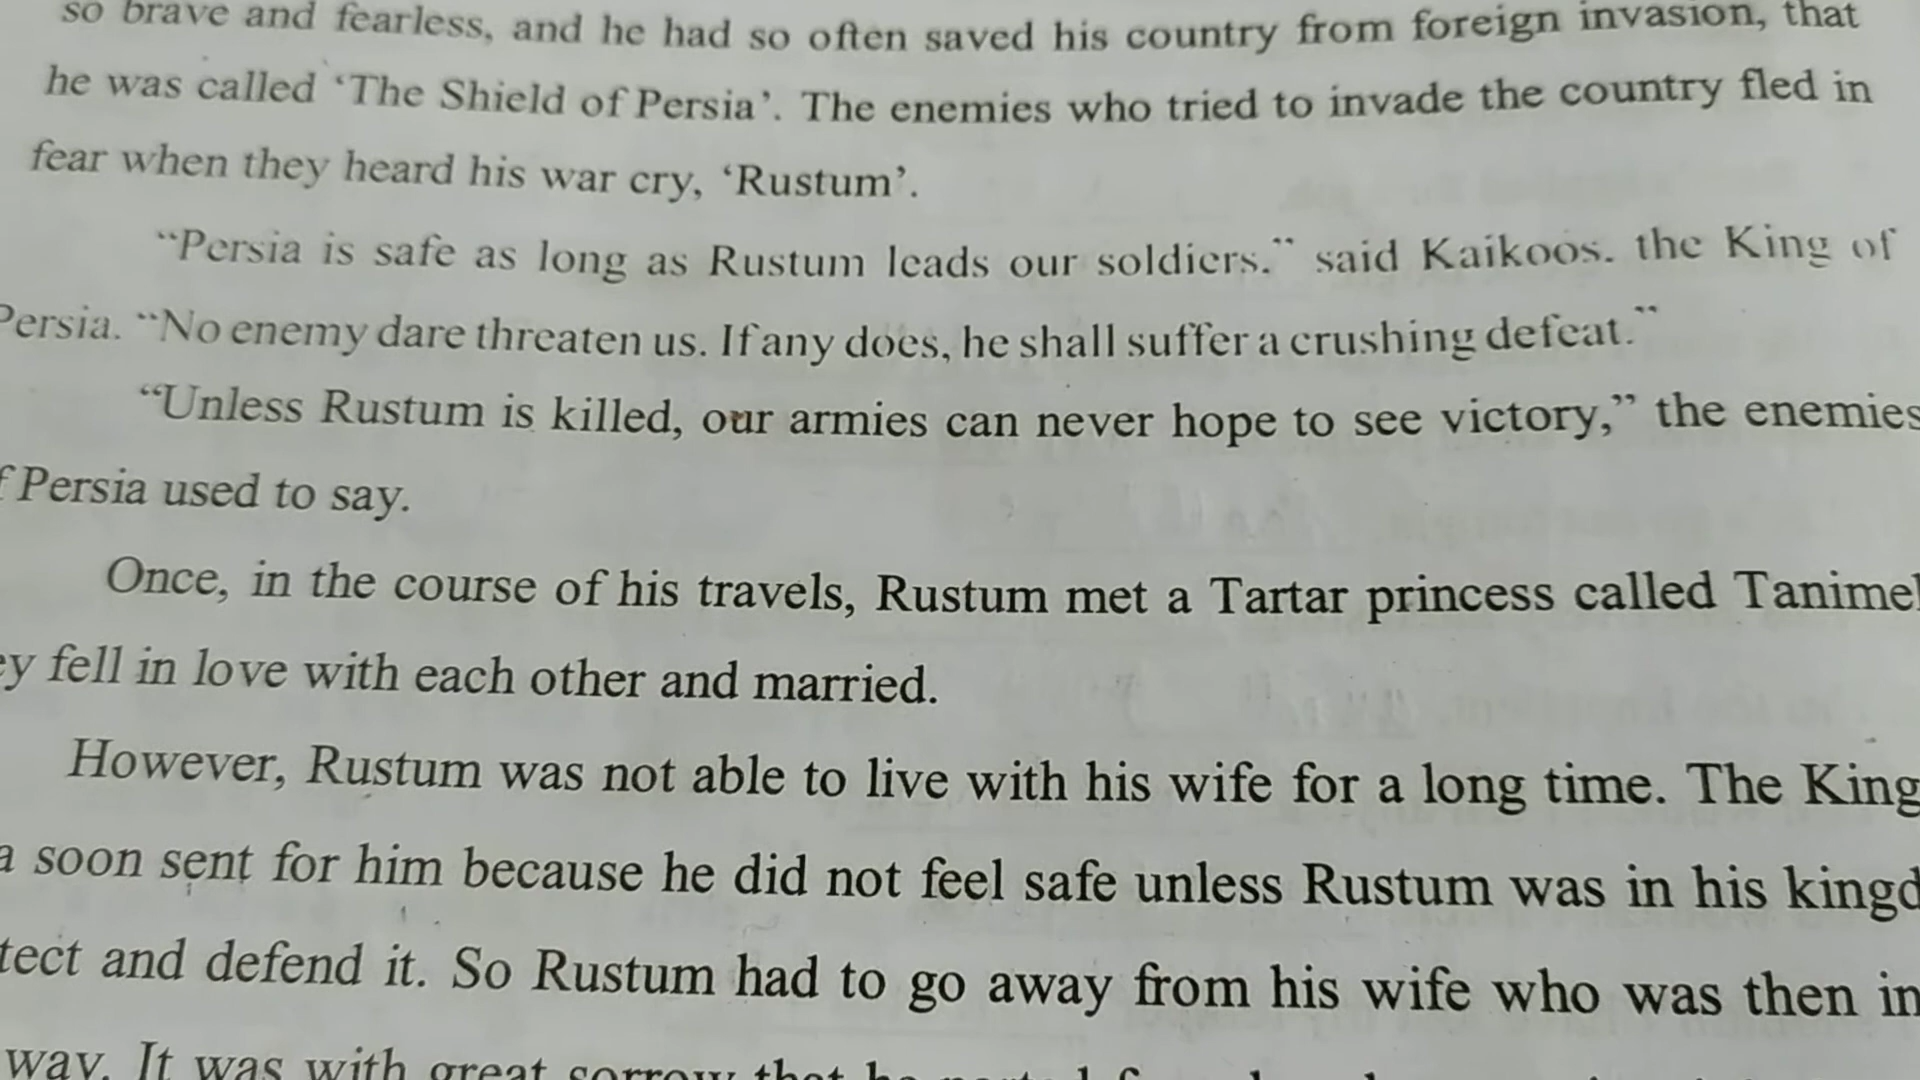 so brave and fearless, and he had so often saved his country from foreign invasion, that
he was called ‘The Shield of Persia’. The enemies who tried to invade the country fled in
fear when they heard his war cry, ‘Rustum’.
“Persia is safe as long as Rustum leads our soldiers.” said Kaikoos. the King of
Persia. “No enemy dare threaten us. If any does, he shall suffer a crushing defeat.”
“Unless Rustum is killed, our armies can never hope to see victory,” the enemies
f Persia used to say.
Once, in the course of his travels, Rustum met a Tartar princess called Tanime
ey fell in love with each other and married.
However, Rustum was not able to live with his wife for a long time. The King
a soon sent for him because he did not feel safe unless Rustum was in his kingd
tect and defend it. So Rustum had to go away from his wife who was then in
way. It was with great sorrow that he